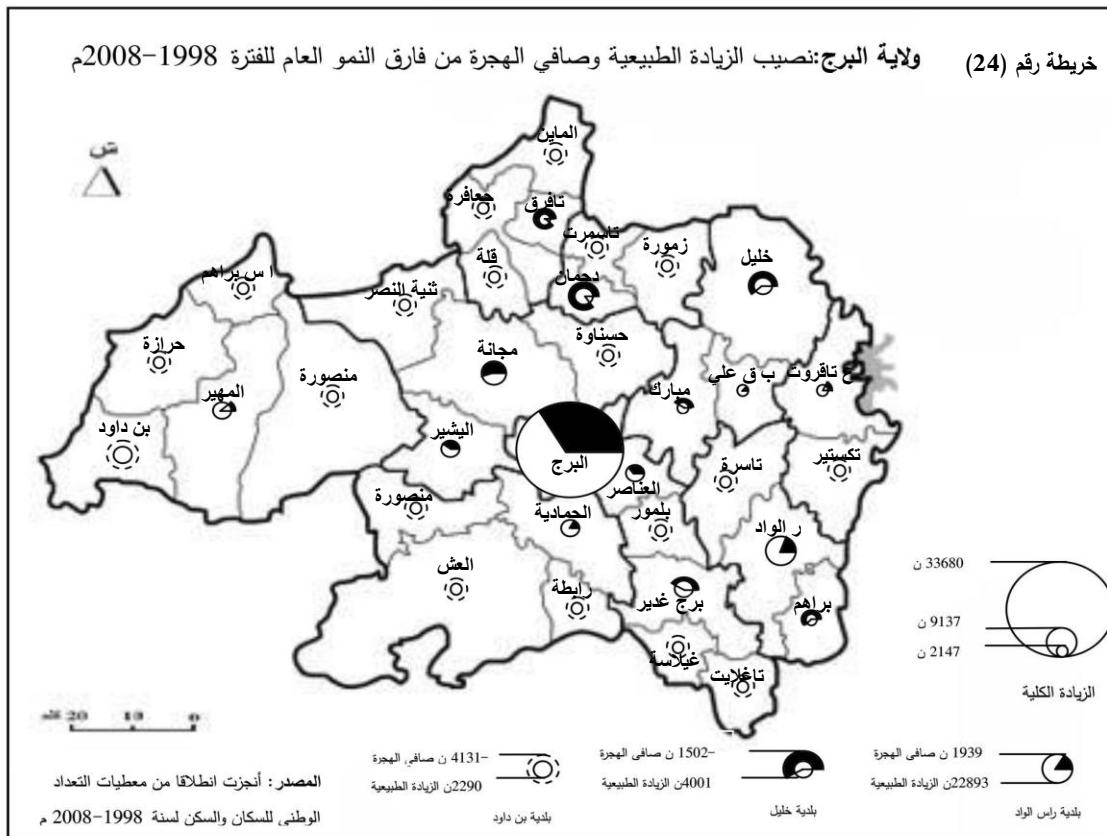 خريطة رقم (24)
ولاية البرج:نصيب الزيادة الطبيعية وصافي الهجرة من فارق النمو العام للفترة 1998-2008م
ش
الماين
جعافرة
تافرق
تاسمرت
زمورة
خليل
قلة
دحمان
ا س براهم
ثنية النصر
حسناوة
حرازة
مجانة
منصورة
المهير
مبارك
ب ق علي
ع تاقروت
بن داود
اليشير
البرج
العناصر
تاسرة
تكستير
منصورة
الحمادية
بلمور
ر الواد
العش
رابطة
برج غدير
براهم
غيلاسة
تاغلايت
33680 ن
9137 ن
2147 ن
الزيادة الكلية
20 10 0
-4131 ن صافي الهجرة
2290ن الزيادة الطبيعية
بلدية بن داود
-1502 ن صافي الهجرة
4001ن الزيادة الطبيعية
بلدية خليل
1939 ن صافي الهجرة
22893ن الزيادة الطبيعية
بلدية راس الواد
المصدر : أنجزت انطلاقا من معطيات التعداد
الوطني للسكان والسكن لسنة 1998-2008 م